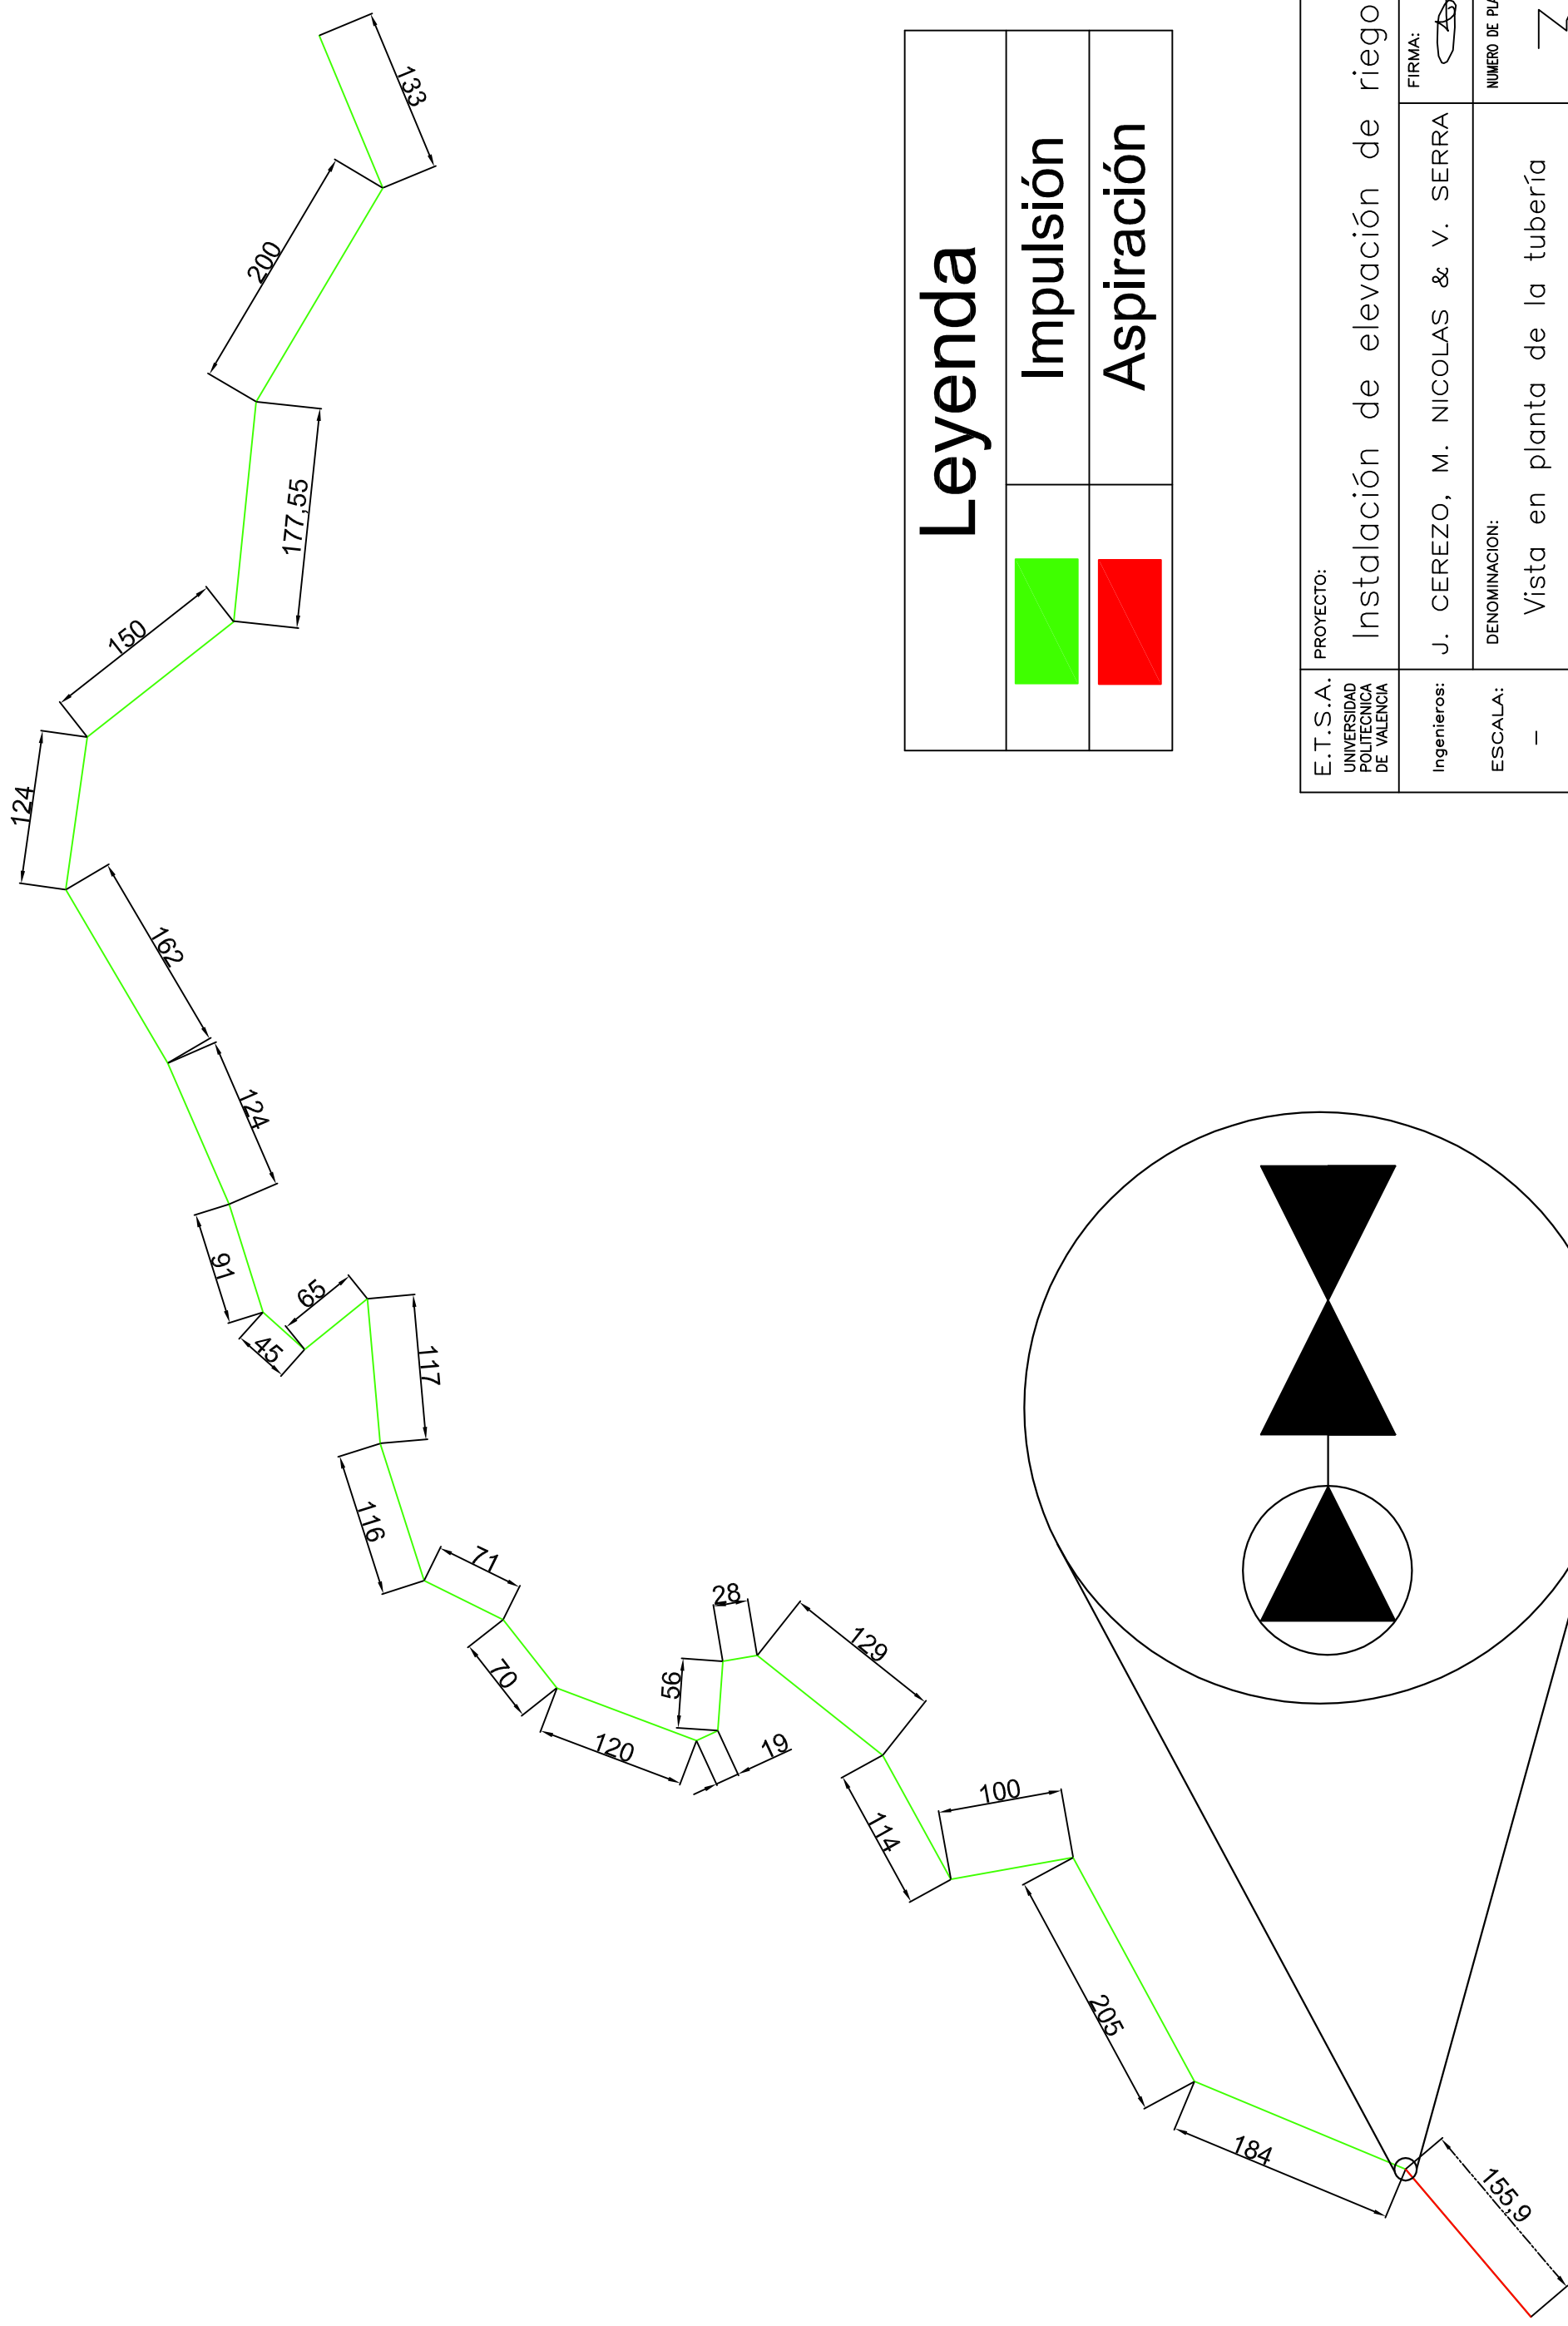 133
200
177,55
150
124
162
124
91
45
65
117
116
71
70
120
19
56
28
129
114
100
205
184
155,9
Leyenda
Impulsión
Aspiración
E.T.S.A.
UNIVERSIDAD
POLITECNICA
DE VALENCIA
PROYECTO:
Instalación de elevación de riego
Ingenieros:
J. CEREZO, M. NICOLAS & V. SERRA
FIRMA:
ESCALA:
-
DENOMINACION:
Vista en planta de la tubería
NUMERO DE